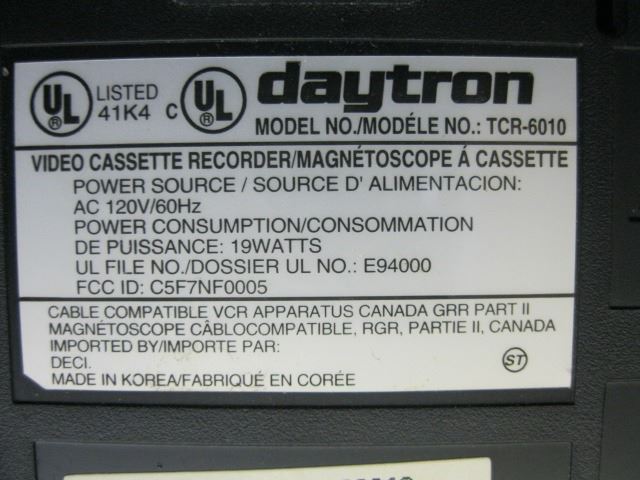 UL LISTED 41K4 C UL daytron
MODEL NO./MODÉLE NO.: TCR-6010
VIDEO CASSETTE RECORDER/MAGNÉTOSCOPE Á CASSETTE
POWER SOURCE / SOURCE D' ALIMENTACION:
AC 120V/60Hz
POWER CONSUMPTION/CONSOMMATION
DE PUISSANCE: 19WATTS
UL FILE NO./DOSSIER UL NO.: E94000
FCC ID: C5F7NF0005
CABLE COMPATIBLE VCR APPARATUS CANADA GRR PART II
MAGNÉTOSCOPE CÂBLOCOMPATIBLE, RGR, PARTIE II, CANADA
IMPORTED BY/IMPORTE PAR:
DECI.
ST
MADE IN KOREA/FABRIQUÉ EN CORÉE